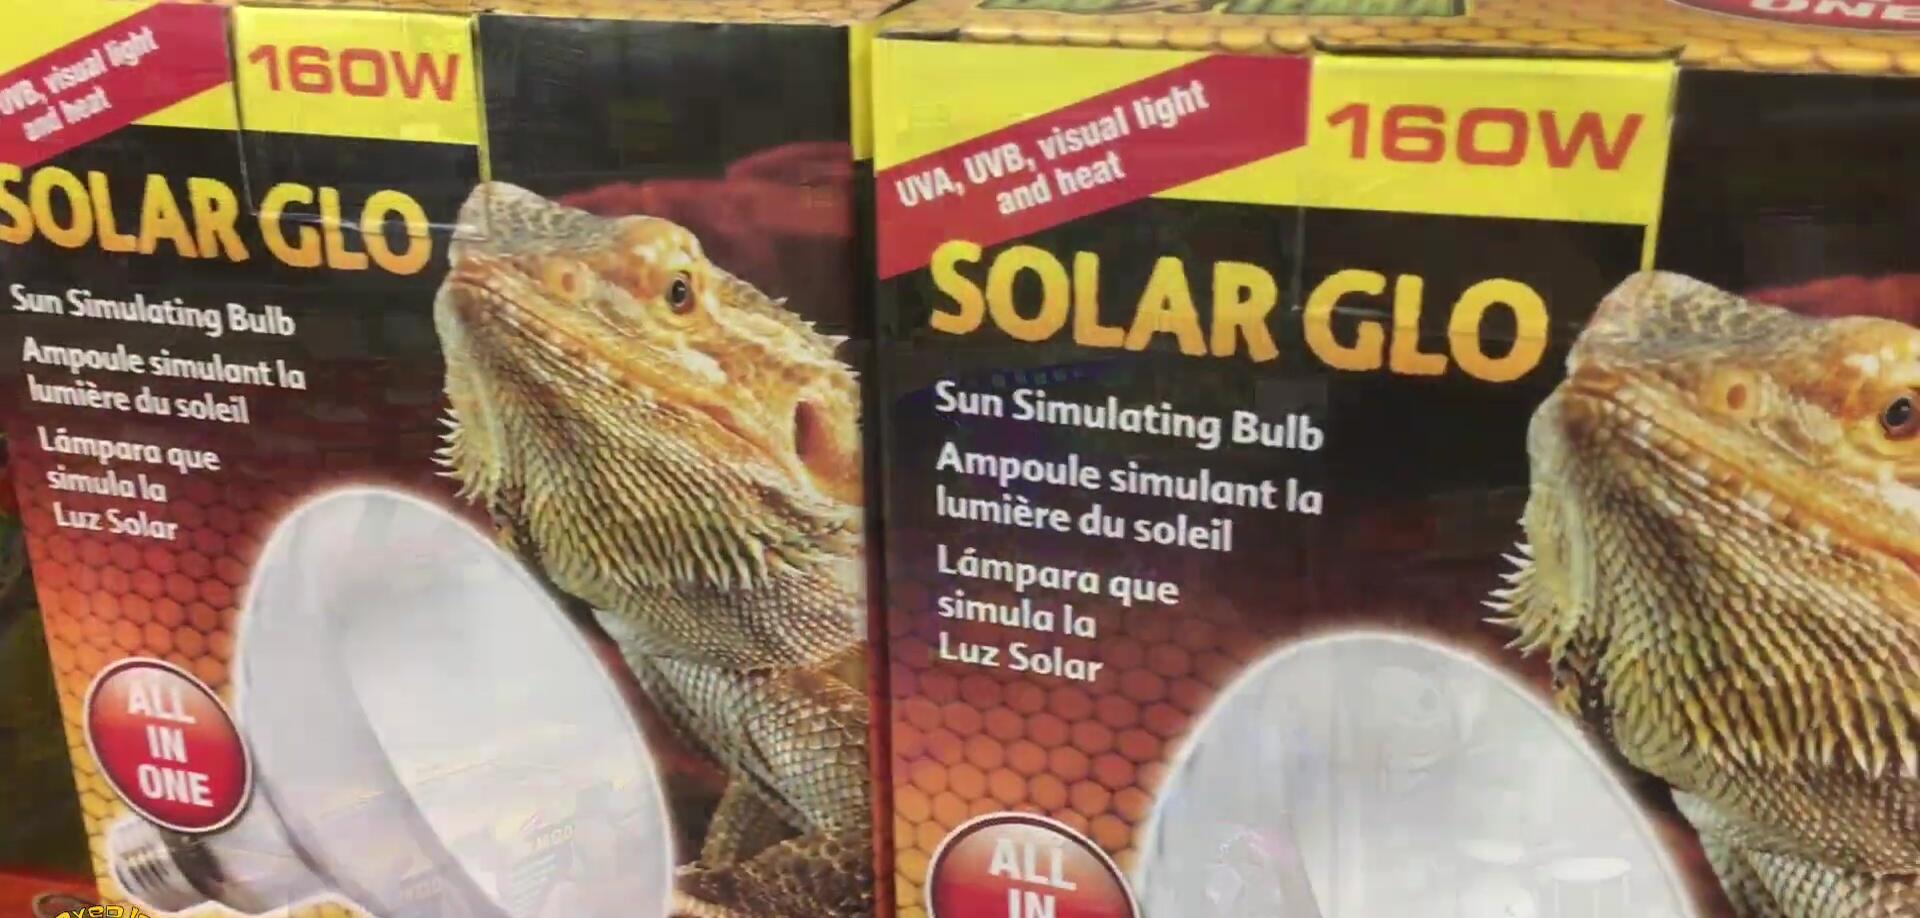 UVB, visual light
and heat
160W
SOLAR GLO
Sun Simulating Bulb
Ampoule simulant la
lumière du soleil
Lámpara que
simula la
Luz Solar
ALL
IN
ONE
UVA, UVB, visual light
and heat
160W
SOLAR GLO
Sun Simulating Bulb
Ampoule simulant la
lumière du soleil
Lámpara que
simula la
Luz Solar
ALL
IN
ONE